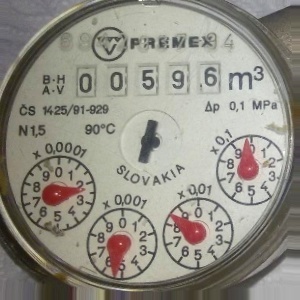 PREMEX
B·H
A·V
00596 m³
ČS 1425/91-929 Δp 0,1 MPa
N 1,5 90°C
SLOVAKIA
x 0,0001 x 0,001 x 0,01 x 0,1